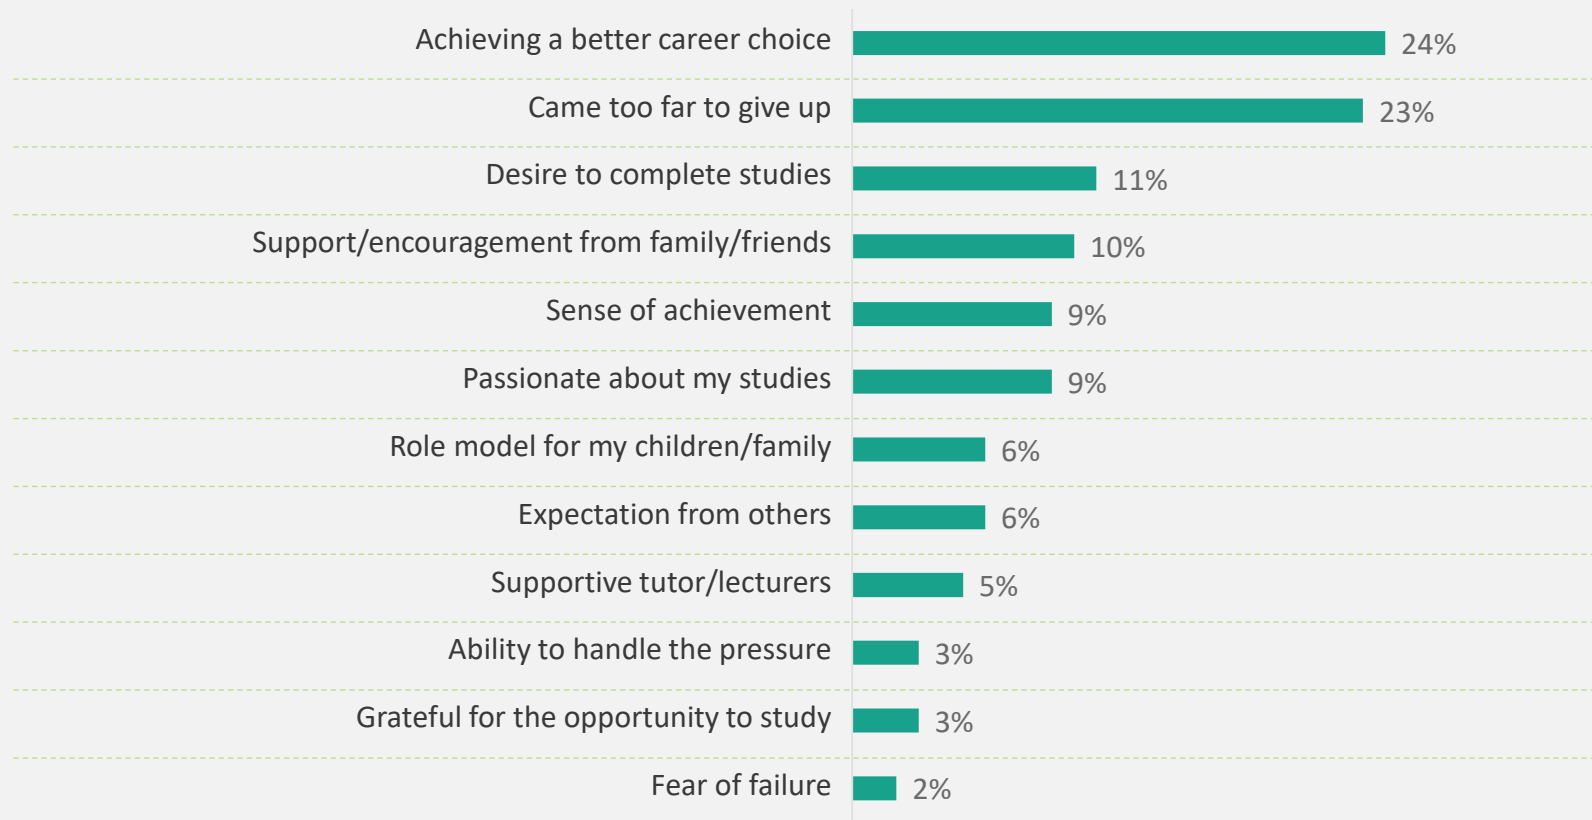 Achieving a better career choice 24%
Came too far to give up 23%
Desire to complete studies 11%
Support/encouragement from family/friends 10%
Sense of achievement 9%
Passionate about my studies 9%
Role model for my children/family 6%
Expectation from others 6%
Supportive tutor/lecturers 5%
Ability to handle the pressure 3%
Grateful for the opportunity to study 3%
Fear of failure 2%